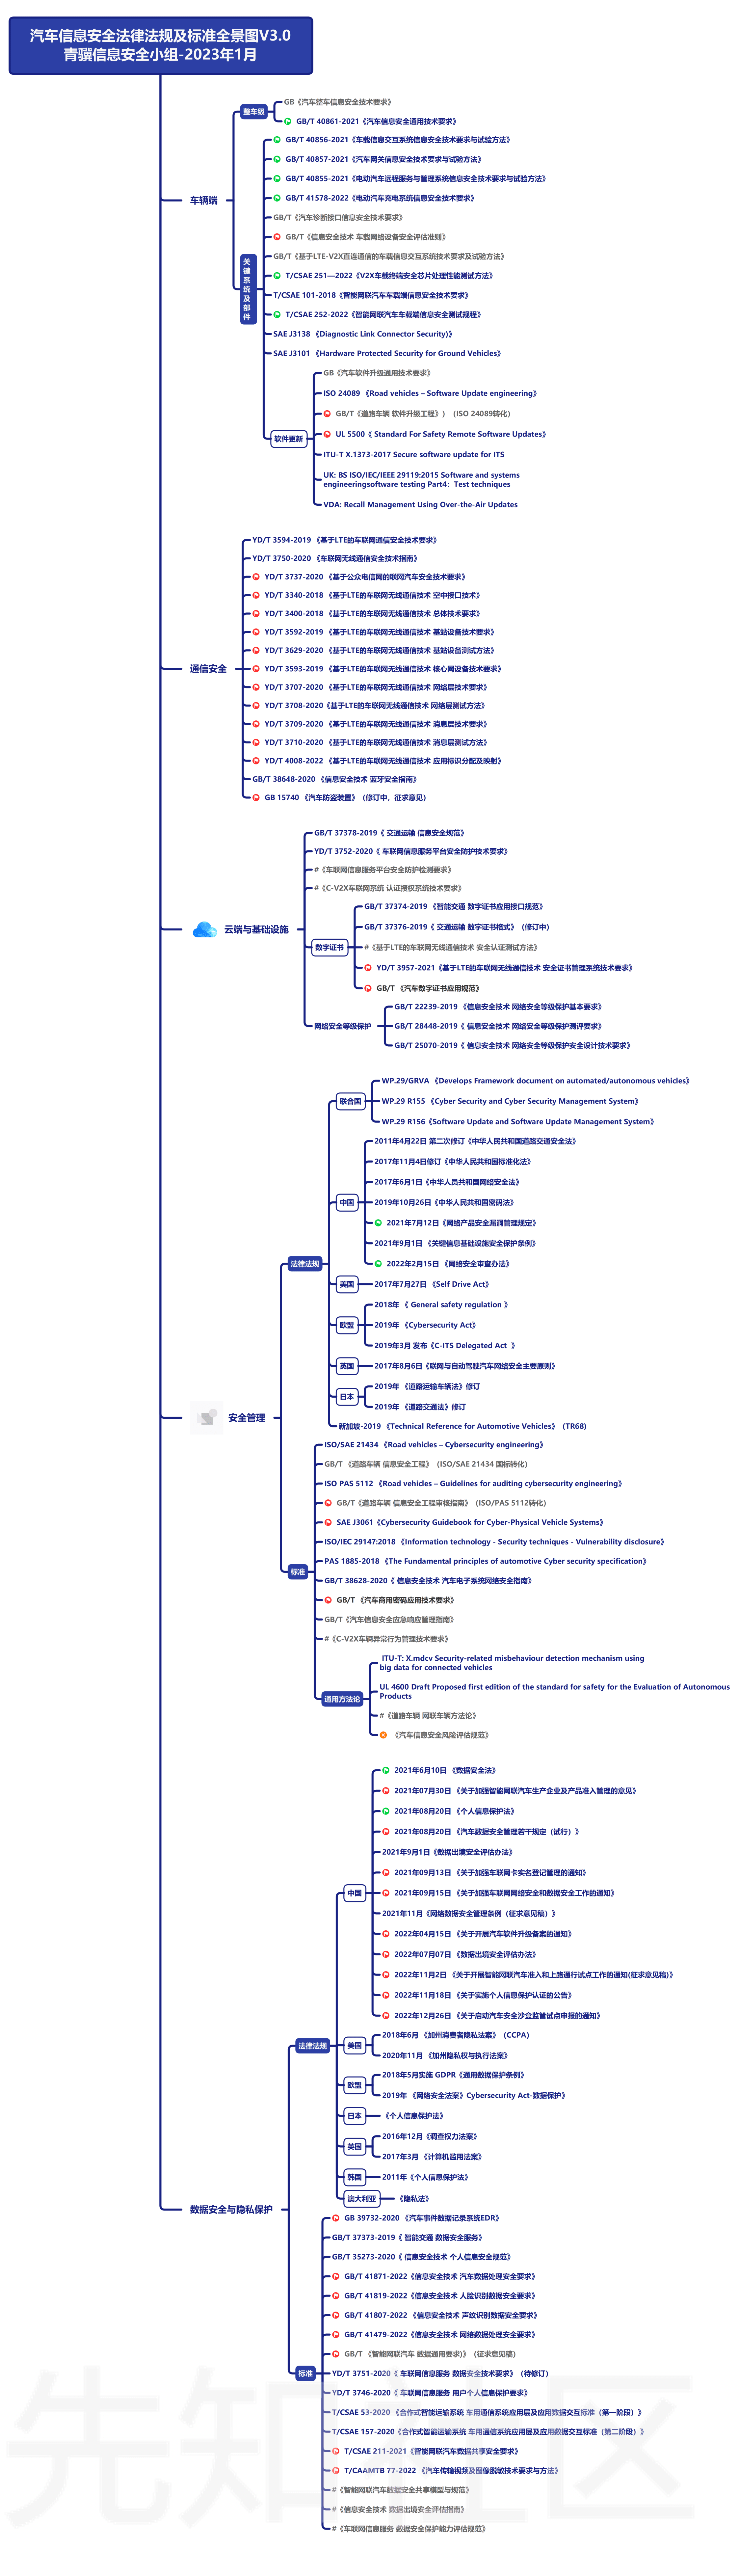 汽车信息安全法律法规及标准全景图V3.0
青骥信息安全小组-2023年1月
车辆端
整车级
GB《汽车整车信息安全技术要求》
GB/T 40861-2021《汽车信息安全通用技术要求》
关键系统及部件
GB/T 40856-2021《车载信息交互系统信息安全技术要求与试验方法》
GB/T 40857-2021《汽车网关信息安全技术要求与试验方法》
GB/T 40855-2021《电动汽车远程服务与管理系统信息安全技术要求与试验方法》
GB/T 41578-2022《电动汽车充电系统信息安全技术要求》
GB/T《汽车诊断接口信息安全技术要求》
GB/T《信息安全技术 车载网络设备安全评估准则》
GB/T《基于LTE-V2X直连通信的车载信息交互系统技术要求及试验方法》
T/CSAE 251—2022《V2X车载终端安全芯片处理性能测试方法》
T/CSAE 101-2018《智能网联汽车车载端信息安全技术要求》
T/CSAE 252-2022《智能网联汽车车载端信息安全测试规程》
SAE J3138 《Diagnostic Link Connector Security)》
SAE J3101 《Hardware Protected Security for Ground Vehicles》
软件更新
GB《汽车软件升级通用技术要求》
ISO 24089 《Road vehicles – Software Update engineering》
GB/T《道路车辆 软件升级工程》）（ISO 24089转化）
UL 5500《 Standard For Safety Remote Software Updates》
ITU-T X.1373-2017 Secure software update for ITS
UK: BS ISO/IEC/IEEE 29119:2015 Software and systems
engineeringsoftware testing Part4：Test techniques
VDA: Recall Management Using Over-the-Air Updates
通信安全
YD/T 3594-2019 《基于LTE的车联网通信安全技术要求》
YD/T 3750-2020 《车联网无线通信安全技术指南》
YD/T 3737-2020 《基于公众电信网的联网汽车安全技术要求》
YD/T 3340-2018 《基于LTE的车联网无线通信技术 空中接口技术》
YD/T 3400-2018 《基于LTE的车联网无线通信技术 总体技术要求》
YD/T 3592-2019 《基于LTE的车联网无线通信技术 基站设备技术要求》
YD/T 3629-2020 《基于LTE的车联网无线通信技术 基站设备测试方法》
YD/T 3593-2019 《基于LTE的车联网无线通信技术 核心网设备技术要求》
YD/T 3707-2020 《基于LTE的车联网无线通信技术 网络层技术要求》
YD/T 3708-2020《基于LTE的车联网无线通信技术 网络层测试方法》
YD/T 3709-2020 《基于LTE的车联网无线通信技术 消息层技术要求》
YD/T 3710-2020 《基于LTE的车联网无线通信技术 消息层测试方法》
YD/T 4008-2022 《基于LTE的车联网无线通信技术 应用标识分配及映射》
GB/T 38648-2020 《信息安全技术 蓝牙安全指南》
GB 15740 《汽车防盗装置》（修订中，征求意见）
云端与基础设施
GB/T 37378-2019《 交通运输 信息安全规范》
YD/T 3752-2020《 车联网信息服务平台安全防护技术要求》
#《车联网信息服务平台安全防护检测要求》
#《C-V2X车联网系统 认证授权系统技术要求》
数字证书
GB/T 37374-2019 《智能交通 数字证书应用接口规范》
GB/T 37376-2019《 交通运输 数字证书格式》（修订中）
#《基于LTE的车联网无线通信技术 安全认证测试方法》
YD/T 3957-2021《基于LTE的车联网无线通信技术 安全证书管理系统技术要求》
GB/T 《汽车数字证书应用规范》
网络安全等级保护
GB/T 22239-2019 《信息安全技术 网络安全等级保护基本要求》
GB/T 28448-2019《 信息安全技术 网络安全等级保护测评要求》
GB/T 25070-2019《 信息安全技术 网络安全等级保护安全设计技术要求》
安全管理
法律法规
联合国
WP.29/GRVA 《Develops Framework document on automated/autonomous vehicles》
WP.29 R155 《Cyber Security and Cyber Security Management System》
WP.29 R156《Software Update and Software Update Management System》
中国
2011年4月22日 第二次修订《中华人民共和国道路交通安全法》
2017年11月4日修订《中华人民共和国标准化法》
2017年6月1日《中华人员共和国网络安全法》
2019年10月26日《中华人民共和国密码法》
2021年7月12日《网络产品安全漏洞管理规定》
2021年9月1日 《关键信息基础设施安全保护条例》
2022年2月15日 《网络安全审查办法》
美国
2017年7月27日 《Self Drive Act》
欧盟
2018年 《 General safety regulation 》
2019年 《Cybersecurity Act》
2019年3月 发布《C-ITS Delegated Act 》
英国
2017年8月6日《联网与自动驾驶汽车网络安全主要原则》
日本
2019年 《道路运输车辆法》修订
2019年 《道路交通法》修订
新加坡-2019 《Technical Reference for Automotive Vehicles》（TR68）
标准
ISO/SAE 21434 《Road vehicles – Cybersecurity engineering》
GB/T 《道路车辆 信息安全工程》（ISO/SAE 21434 国标转化）
ISO PAS 5112 《Road vehicles – Guidelines for auditing cybersecurity engineering》
GB/T《道路车辆 信息安全工程审核指南》（ISO/PAS 5112转化）
SAE J3061《Cybersecurity Guidebook for Cyber-Physical Vehicle Systems》
ISO/IEC 29147:2018 《Information technology - Security techniques - Vulnerability disclosure》
PAS 1885-2018 《The Fundamental principles of automotive Cyber security specification》
GB/T 38628-2020《 信息安全技术 汽车电子系统网络安全指南》
GB/T 《汽车商用密码应用技术要求》
GB/T《汽车信息安全应急响应管理指南》
#《C-V2X车辆异常行为管理技术要求》
通用方法论
ITU-T: X.mdcv Security-related misbehaviour detection mechanism using
big data for connected vehicles
UL 4600 Draft Proposed first edition of the standard for safety for the Evaluation of Autonomous
Products
#《道路车辆 网联车辆方法论》
《汽车信息安全风险评估规范》
数据安全与隐私保护
法律法规
中国
2021年6月10日 《数据安全法》
2021年07月30日 《关于加强智能网联汽车生产企业及产品准入管理的意见》
2021年08月20日 《个人信息保护法》
2021年08月20日 《汽车数据安全管理若干规定（试行）》
2021年9月1日《数据出境安全评估办法》
2021年09月13日 《关于加强车联网卡实名登记管理的通知》
2021年09月15日 《关于加强车联网网络安全和数据安全工作的通知》
2021年11月《网络数据安全管理条例（征求意见稿）》
2022年04月15日 《关于开展汽车软件升级备案的通知》
2022年07月07日 《数据出境安全评估办法》
2022年11月2日 《关于开展智能网联汽车准入和上路通行试点工作的通知(征求意见稿)》
2022年11月18日 《关于实施个人信息保护认证的公告》
2022年12月26日 《关于启动汽车安全沙盒监管试点申报的通知》
美国
2018年6月 《加州消费者隐私法案》（CCPA）
2020年11月 《加州隐私权与执行法案》
欧盟
2018年5月实施 GDPR《通用数据保护条例》
2019年 《网络安全法案》Cybersecurity Act-数据保护》
日本
《个人信息保护法》
英国
2016年12月《调查权力法案》
2017年3月 《计算机滥用法案》
韩国
2011年《个人信息保护法》
澳大利亚
《隐私法》
标准
GB 39732-2020 《汽车事件数据记录系统EDR》
GB/T 37373-2019《 智能交通 数据安全服务》
GB/T 35273-2020《 信息安全技术 个人信息安全规范》
GB/T 41871-2022《信息安全技术 汽车数据处理安全要求》
GB/T 41819-2022《信息安全技术 人脸识别数据安全要求》
GB/T 41807-2022 《信息安全技术 声纹识别数据安全要求》
GB/T 41479-2022《信息安全技术 网络数据处理安全要求》
GB/T 《智能网联汽车 数据通用要求)》（征求意见稿）
YD/T 3751-2020《 车联网信息服务 数据安全技术要求》（待修订）
YD/T 3746-2020《 车联网信息服务 用户个人信息保护要求》
T/CSAE 53-2020 《合作式智能运输系统 车用通信系统应用层及应用数据交互标准（第一阶段）》
T/CSAE 157-2020《合作式智能运输系统 车用通信系统应用层及应用数据交互标准（第二阶段）》
T/CSAE 211-2021《智能网联汽车数据共享安全要求》
T/CAAMTB 77-2022 《汽车传输视频及图像脱敏技术要求与方法》
#《智能网联汽车数据安全共享模型与规范》
#《信息安全技术 数据出境安全评估指南》
#《车联网信息服务 数据安全保护能力评估规范》
先知社区